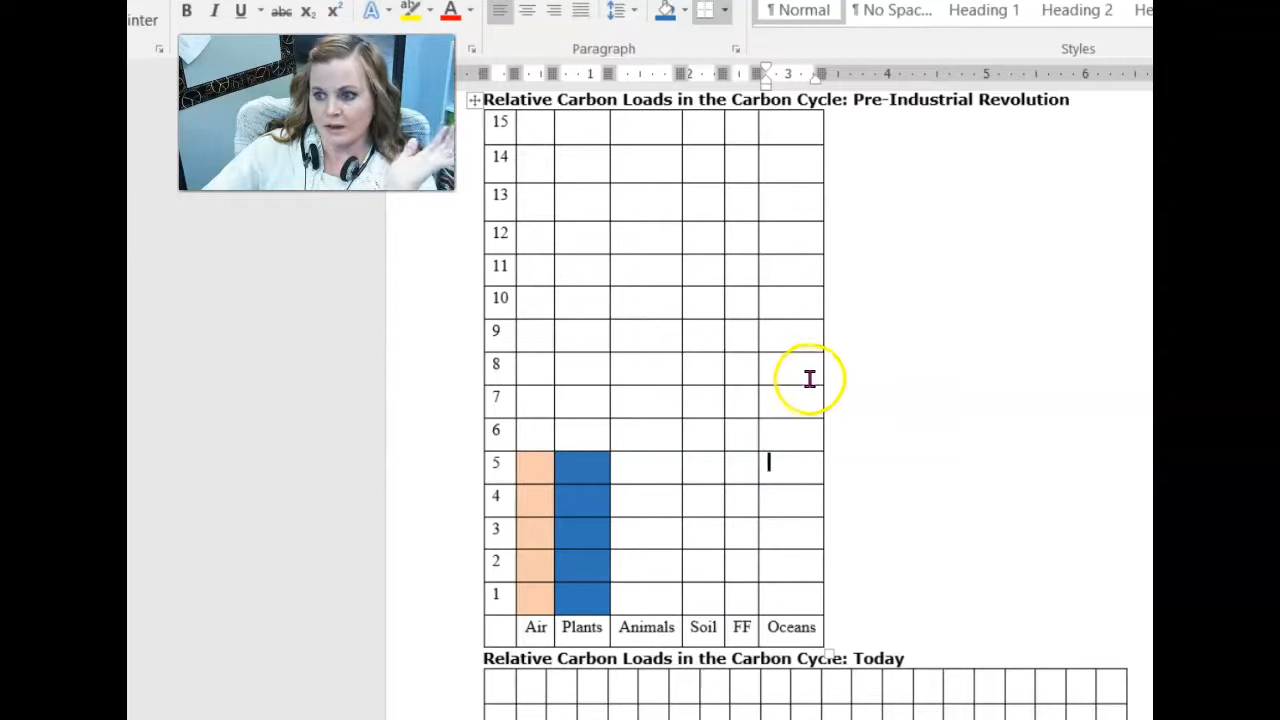 inter
B I U abc x₂ x² A aby A
Normal
No Spac...
Heading 1
Heading 2
He
Paragraph
Styles
1 2 3 4 5 6
Relative Carbon Loads in the Carbon Cycle: Pre-Industrial Revolution
15
14
13
12
11
10
9
8
7
6
5
4
3
2
1
Air Plants Animals Soil FF Oceans
Relative Carbon Loads in the Carbon Cycle: Today